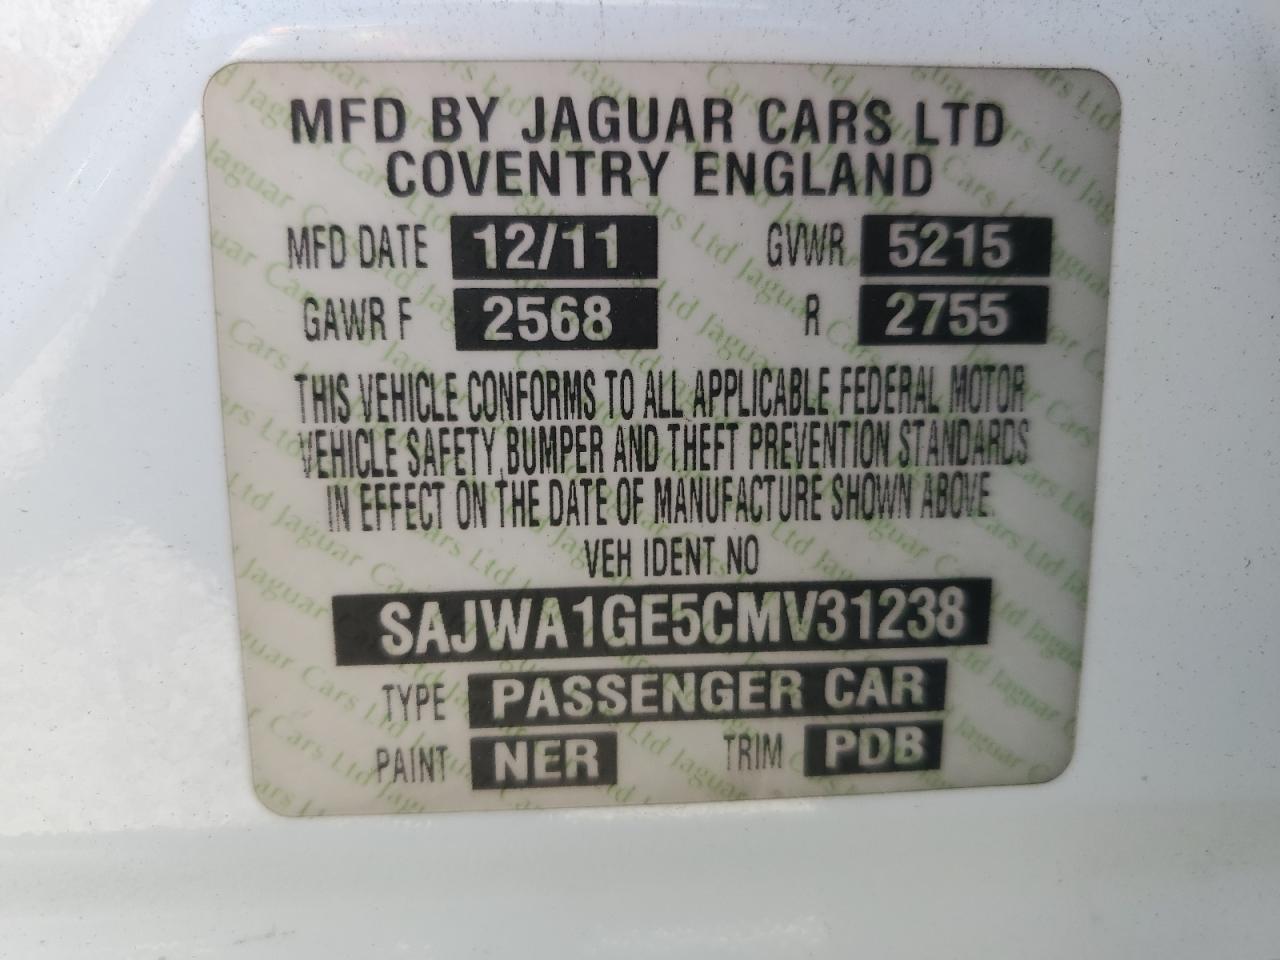 MFD BY JAGUAR CARS LTD
COVENTRY ENGLAND
MFD DATE 12/11 GVWR 5215
GAWR F 2568 R 2755
THIS VEHICLE CONFORMS TO ALL APPLICABLE FEDERAL MOTOR
VEHICLE SAFETY, BUMPER AND THEFT PREVENTION STANDARDS
IN EFFECT ON THE DATE OF MANUFACTURE SHOWN ABOVE.
VEH IDENT NO
SAJWA1GE5CMV31238
TYPE PASSENGER CAR
PAINT NER TRIM PDB